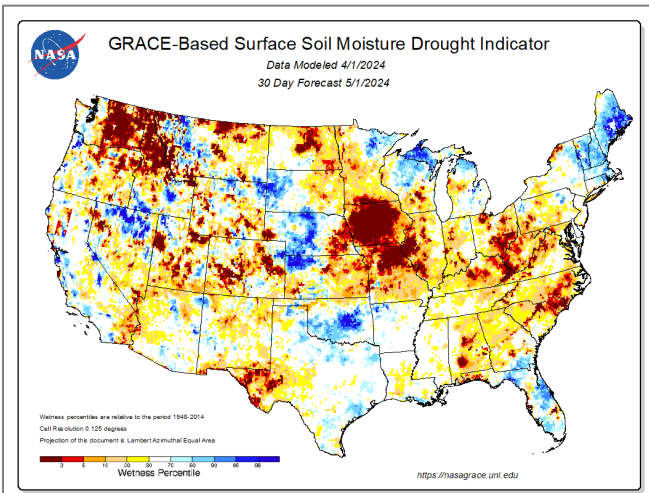 NASA
GRACE-Based Surface Soil Moisture Drought Indicator
Data Modeled 4/1/2024
30 Day Forecast 5/1/2024
Wetness percentiles are relative to the period 1948-2014
Cell Resolution 0.125 degrees
Projection of this document is Lambert Azimuthal Equal Area
2 5 10 20 30 70 80 90 95 98
Wetness Percentile
https://nasagrace.unl.edu